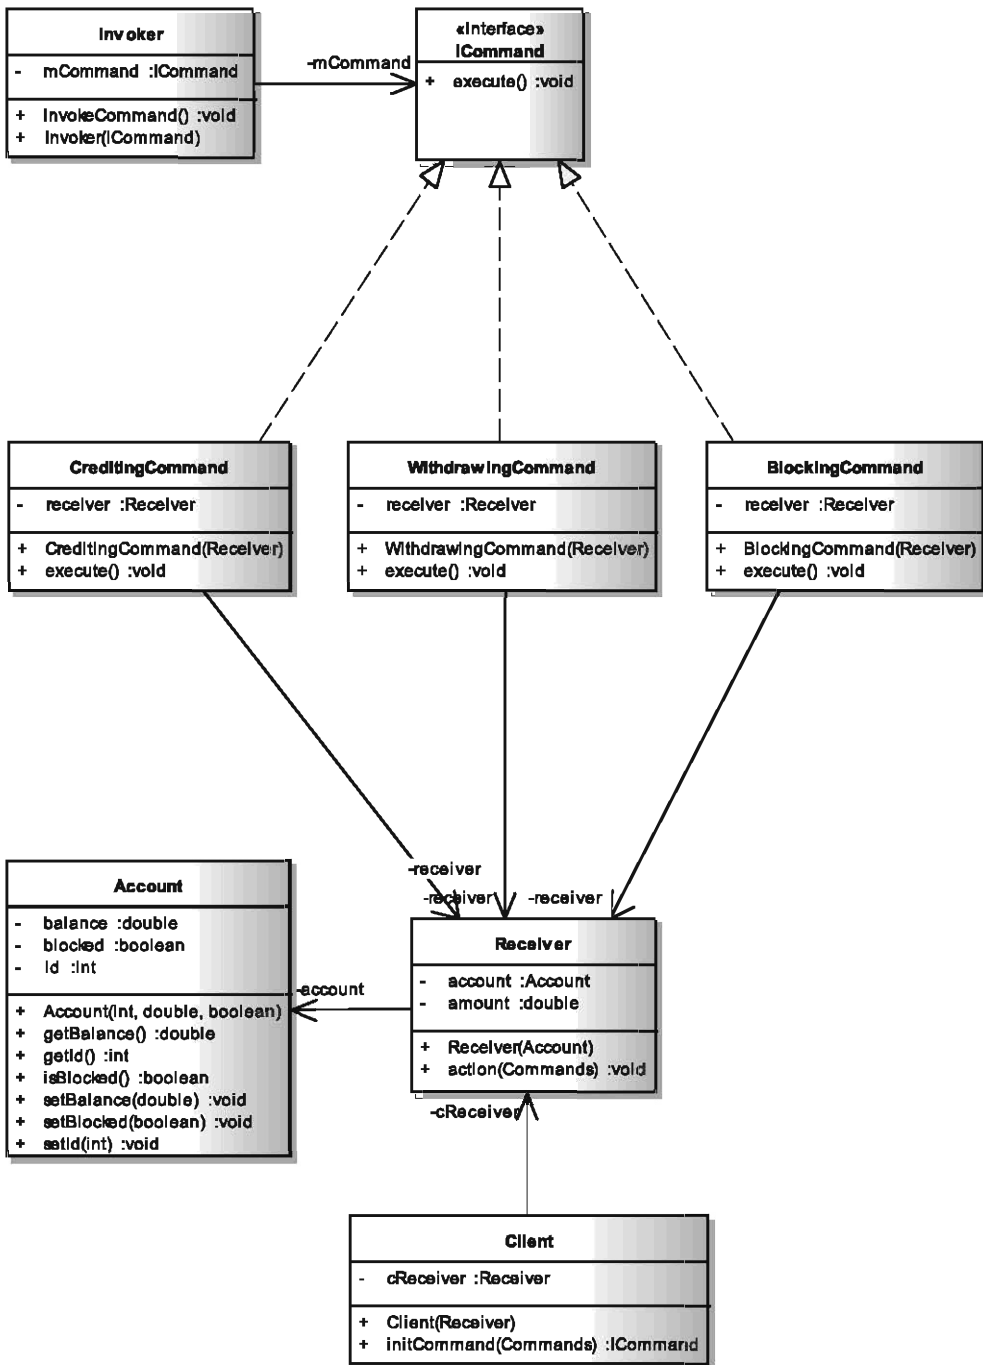 Invoker
- mCommand :ICommand
+ InvokeCommand() :void
+ Invoker(ICommand)
-mCommand
«Interface»
ICommand
+ execute() :void
CreditingCommand
- receiver :Receiver
+ CreditingCommand(Receiver)
+ execute() :void
WithdrawingCommand
- receiver :Receiver
+ WithdrawingCommand(Receiver)
+ execute() :void
BlockingCommand
- receiver :Receiver
+ BlockingCommand(Receiver)
+ execute() :void
-receiver
-receiver
-receiver
Account
- balance :double
- blocked :boolean
- id :int
+ Account(int, double, boolean)
+ getBalance() :double
+ getId() :int
+ isBlocked() :boolean
+ setBalance(double) :void
+ setBlocked(boolean) :void
+ setId(int) :void
-account
Receiver
- account :Account
- amount :double
+ Receiver(Account)
+ action(Commands) :void
-cReceiver
Client
- cReceiver :Receiver
+ Client(Receiver)
+ initCommand(Commands) :ICommand